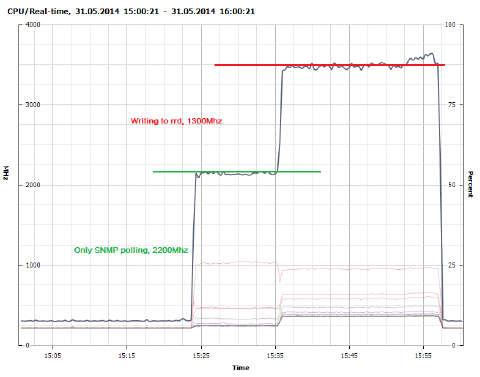 CPU/Real-time, 31.05.2014 15:00:21 - 31.05.2014 16:00:21
4000
100
3000
75
Writing to rrd, 1300Mhz
MHz
Percent
2000
50
Only SNMP polling, 2200Mhz
1000
25
0
0
15:05
15:15
15:25
15:35
15:45
15:55
Time